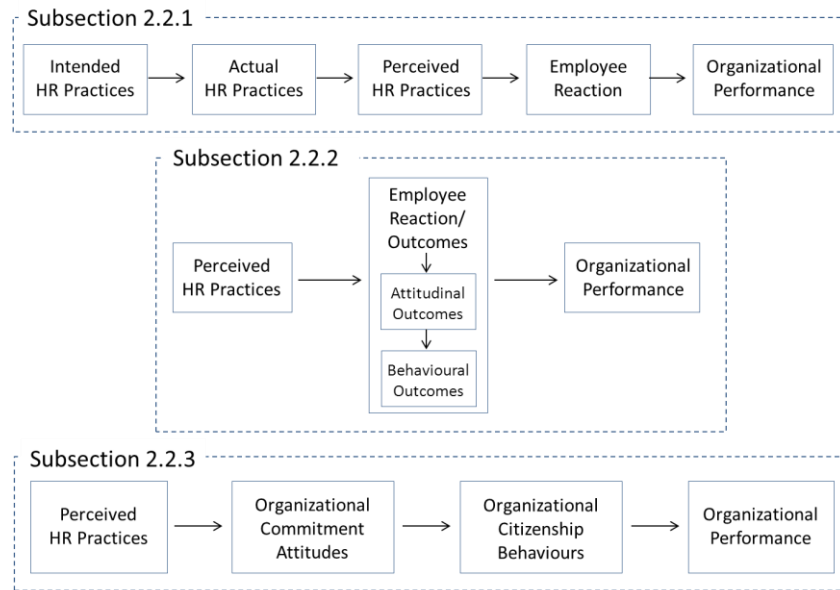 Subsection 2.2.1
Intended
HR Practices
Actual
HR Practices
Perceived
HR Practices
Employee
Reaction
Organizational
Performance
Subsection 2.2.2
Perceived
HR Practices
Employee
Reaction/
Outcomes
Attitudinal
Outcomes
Behavioural
Outcomes
Organizational
Performance
Subsection 2.2.3
Perceived
HR Practices
Organizational
Commitment
Attitudes
Organizational
Citizenship
Behaviours
Organizational
Performance